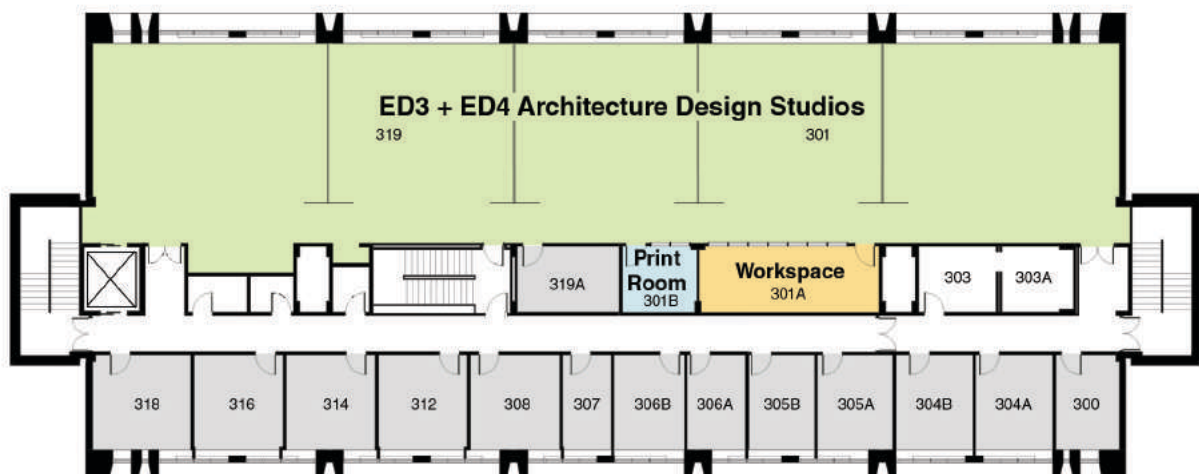 ED3 + ED4 Architecture Design Studios
319
301
319A
Print
Room
301B
Workspace
301A
303
303A
318
316
314
312
308
307
306B
306A
305B
305A
304B
304A
300